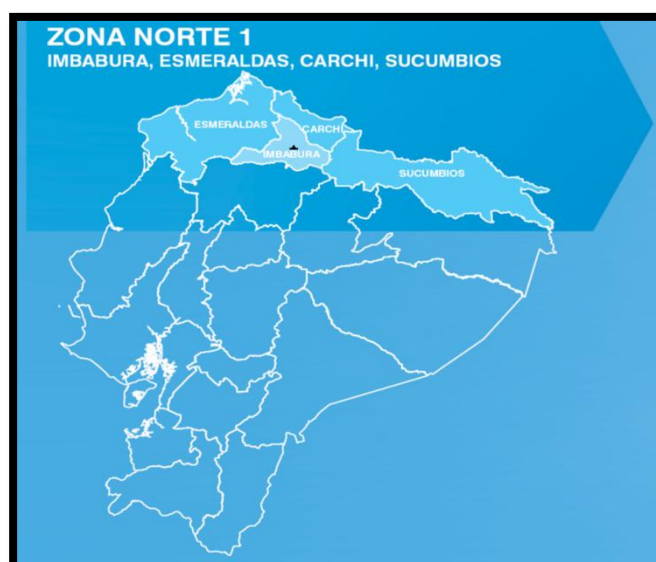 ZONA NORTE 1
IMBABURA, ESMERALDAS, CARCHI, SUCUMBIOS
ESMERALDAS
CARCHI
IMBABURA
SUCUMBIOS